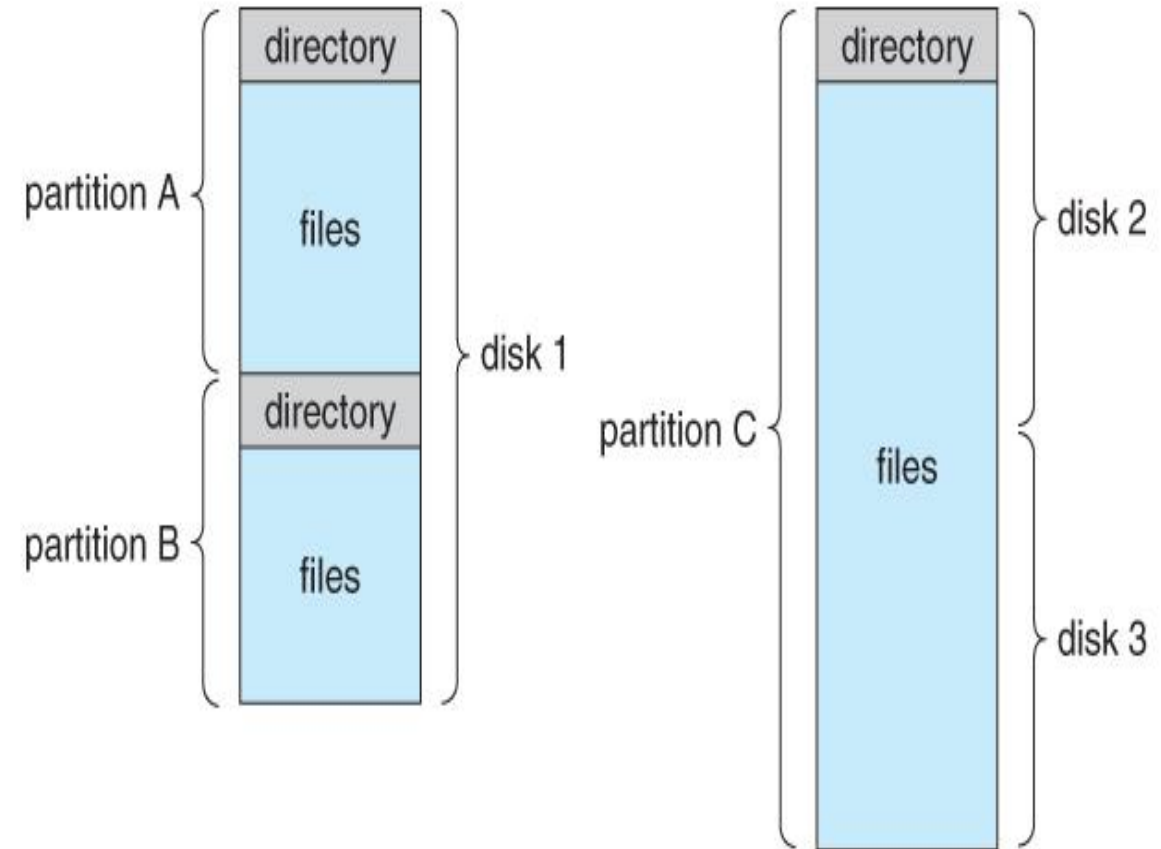 directory
partition A
files
disk 1
directory
partition B
files
directory
disk 2
partition C
files
disk 3